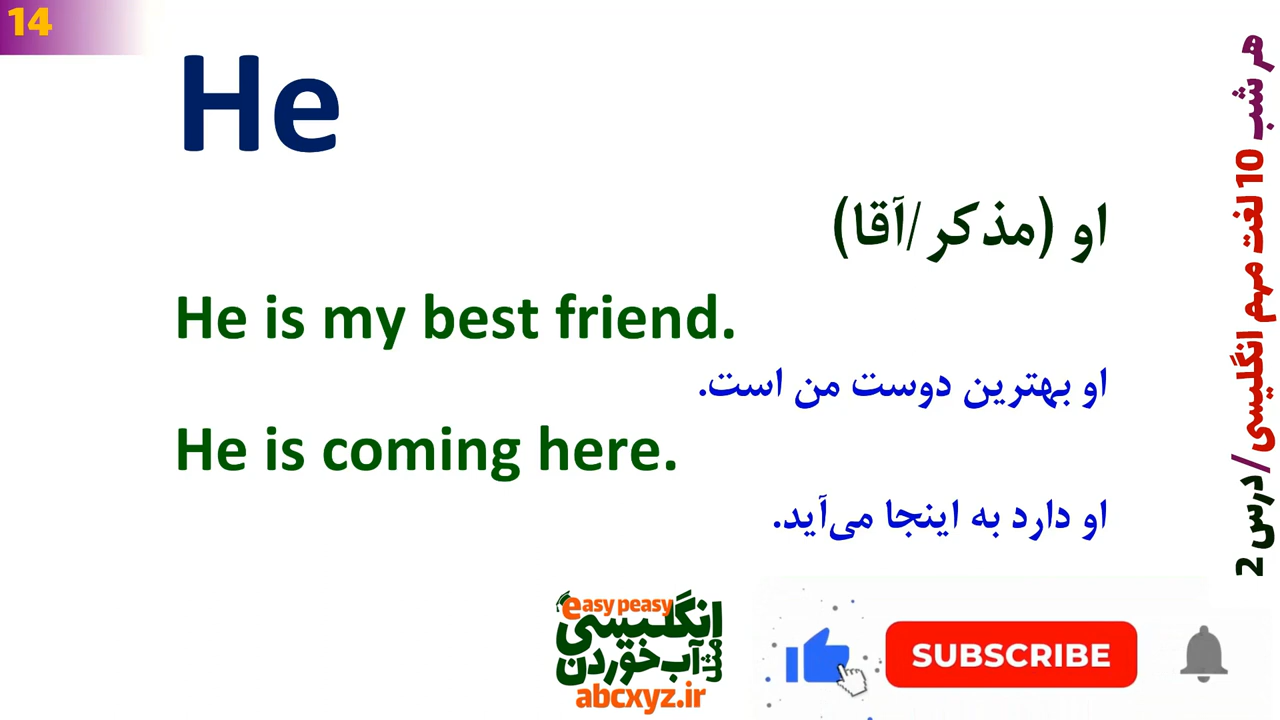 14
He
او (مذکر/آقا)
He is my best friend.
او بهترین دوست من است.
He is coming here.
او دارد به اینجا می‌آید.
هر شب 10 لغت مهم انگلیسی/درس 2
easy peasy
انگلیسی
مثل آب خوردن
abcxyz.ir
SUBSCRIBE